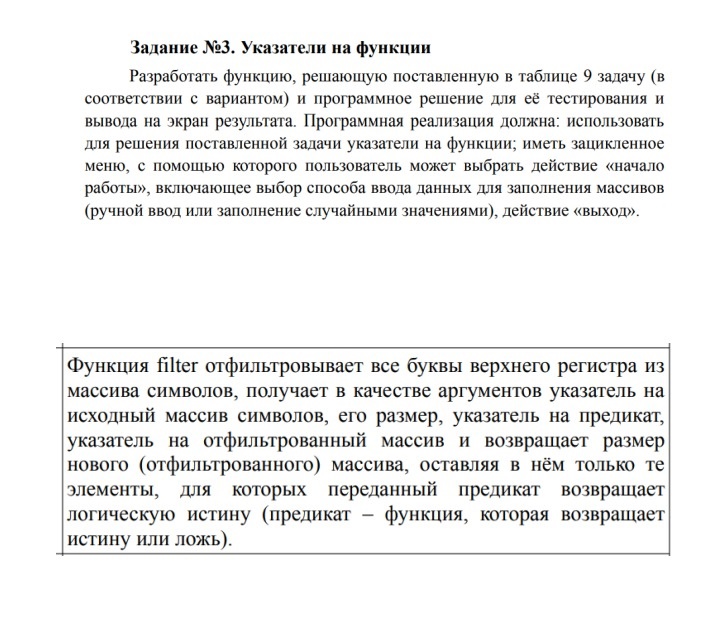 Задание №3. Указатели на функции
Разработать функцию, решающую поставленную в таблице 9 задачу (в
соответствии с вариантом) и программное решение для её тестирования и
вывода на экран результата. Программная реализация должна: использовать
для решения поставленной задачи указатели на функции; иметь зацикленное
меню, с помощью которого пользователь может выбрать действие «начало
работы», включающее выбор способа ввода данных для заполнения массивов
(ручной ввод или заполнение случайными значениями), действие «выход».
Функция filter отфильтровывает все буквы верхнего регистра из
массива символов, получает в качестве аргументов указатель на
исходный массив символов, его размер, указатель на предикат,
указатель на отфильтрованный массив и возвращает размер
нового (отфильтрованного) массива, оставляя в нём только те
элементы, для которых переданный предикат возвращает
логическую истину (предикат – функция, которая возвращает
истину или ложь).